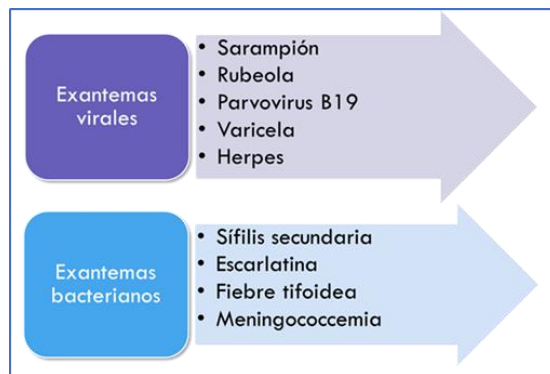 Exantemas
virales
• Sarampión
• Rubeola
• Parvovirus B19
• Varicela
• Herpes
Exantemas
bacterianos
• Sífilis secundaria
• Escarlatina
• Fiebre tifoidea
• Meningococcemia